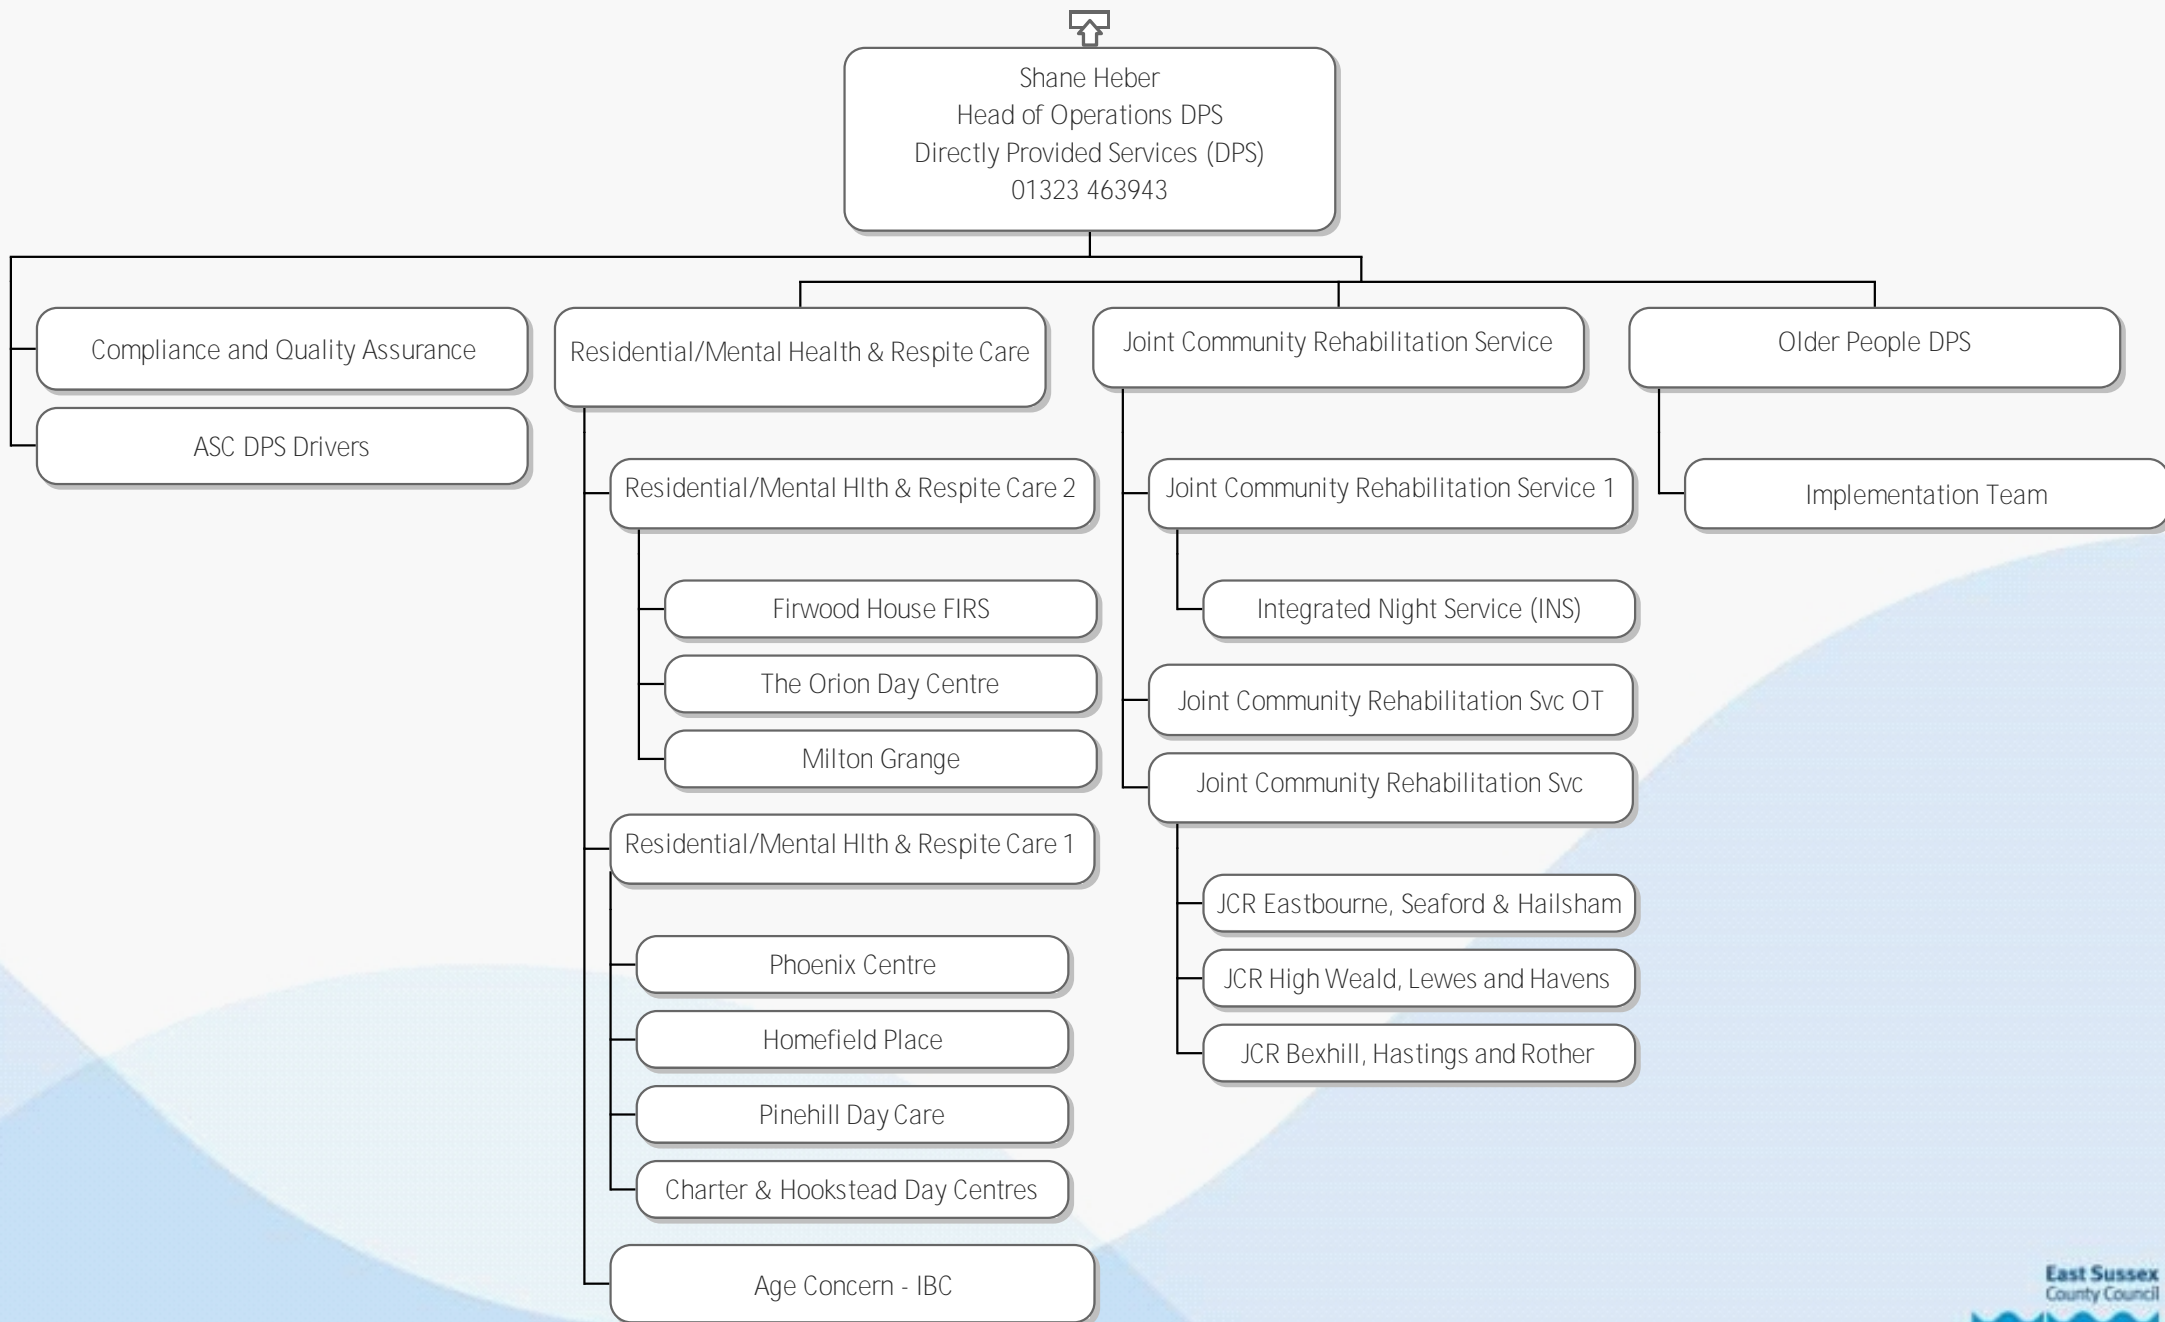 Shane Heber
Head of Operations DPS
Directly Provided Services (DPS)
01323 463943
Compliance and Quality Assurance
ASC DPS Drivers
Residential/Mental Health & Respite Care
Residential/Mental Hlth & Respite Care 2
Firwood House FIRS
The Orion Day Centre
Milton Grange
Residential/Mental Hlth & Respite Care 1
Phoenix Centre
Homefield Place
Pinehill Day Care
Charter & Hookstead Day Centres
Age Concern - IBC
Joint Community Rehabilitation Service
Joint Community Rehabilitation Service 1
Integrated Night Service (INS)
Joint Community Rehabilitation Svc OT
Joint Community Rehabilitation Svc
JCR Eastbourne, Seaford & Hailsham
JCR High Weald, Lewes and Havens
JCR Bexhill, Hastings and Rother
Older People DPS
Implementation Team
East Sussex
County Council